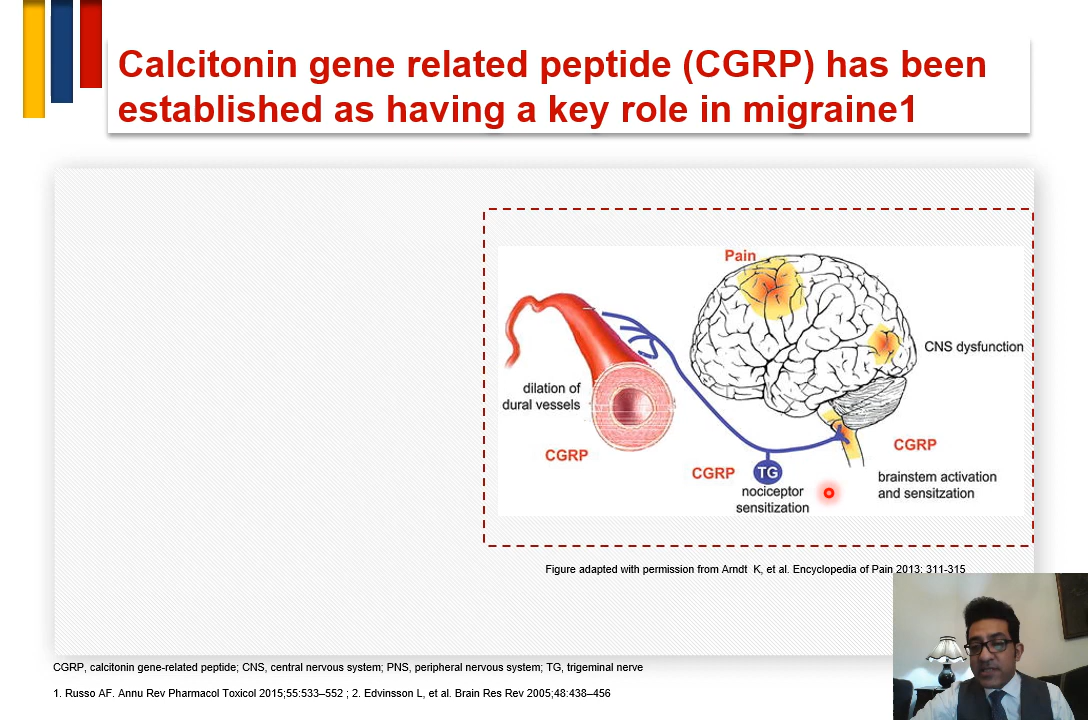 Calcitonin gene related peptide (CGRP) has been
established as having a key role in migraine1
Pain
CNS dysfunction
dilation of
dural vessels
CGRP
CGRP
TG
nociceptor
sensitization
CGRP
brainstem activation
and sensitzation
Figure adapted with permission from Arndt K, et al. Encyclopedia of Pain 2013: 311-315
CGRP, calcitonin gene-related peptide; CNS, central nervous system; PNS, peripheral nervous system; TG, trigeminal nerve
1. Russo AF. Annu Rev Pharmacol Toxicol 2015;55:533–552 ; 2. Edvinsson L, et al. Brain Res Rev 2005;48:438–456